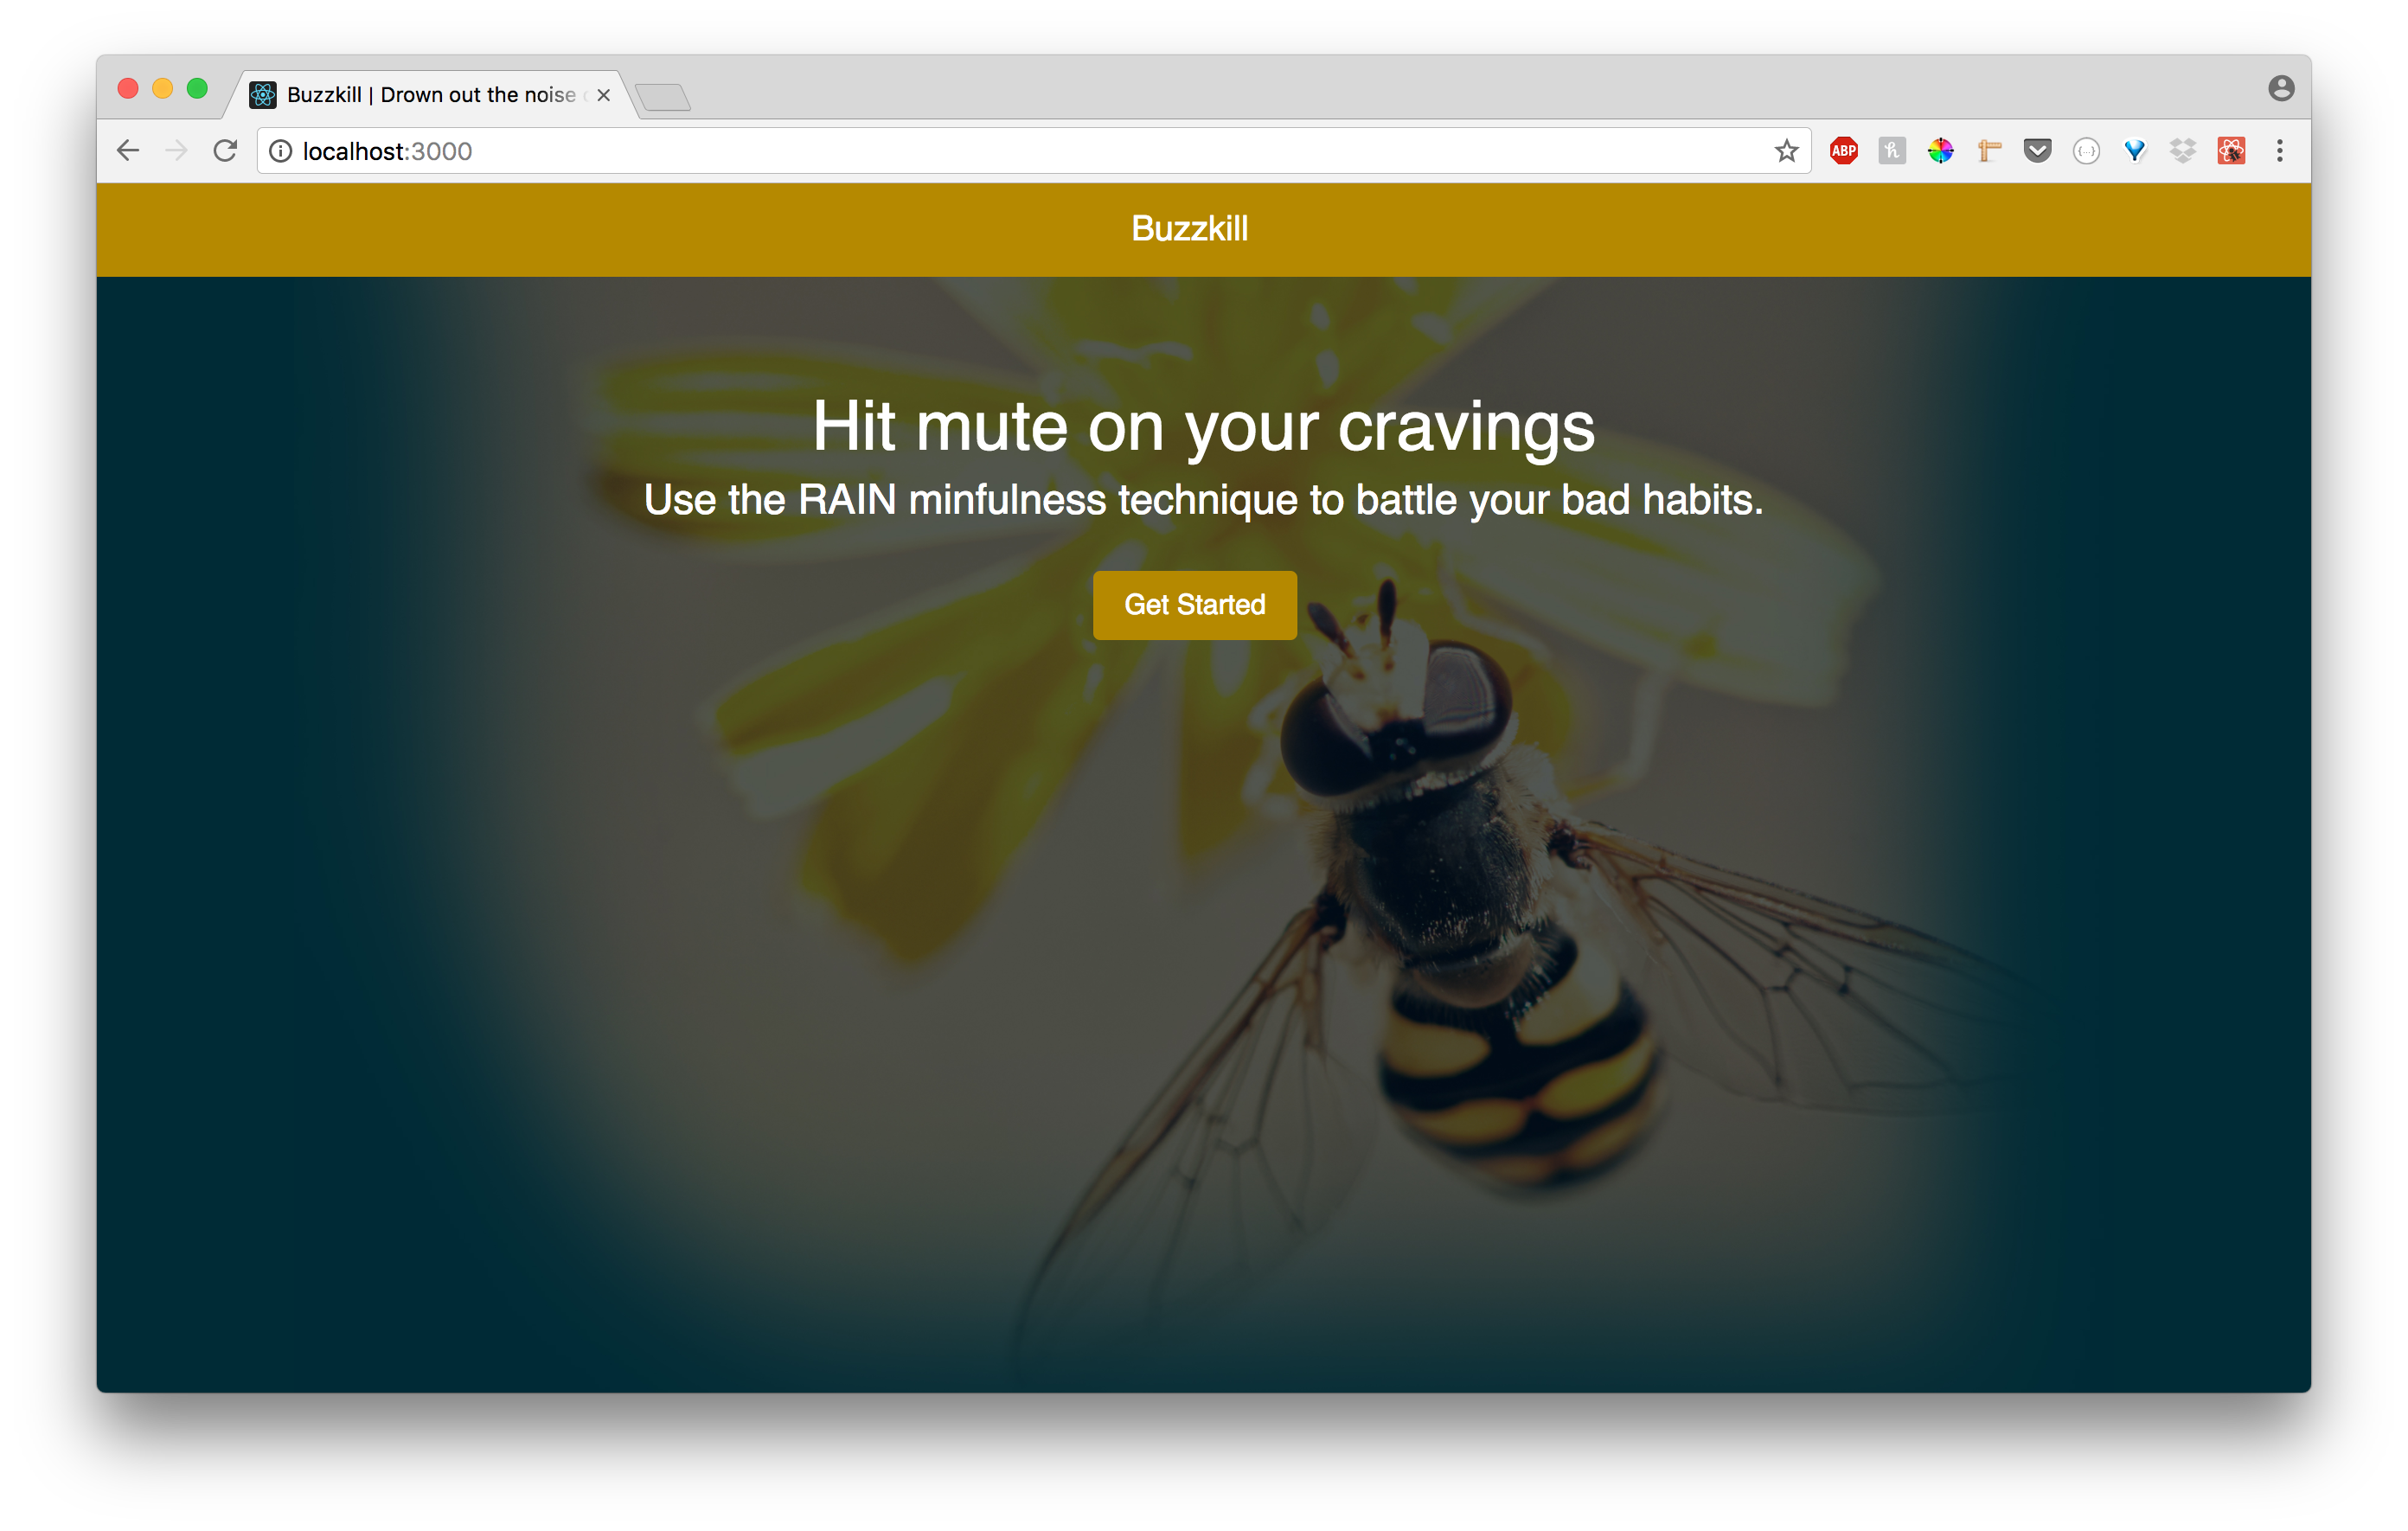 Buzzkill | Drown out the noise
localhost:3000
ABP
Buzzkill
Hit mute on your cravings
Use the RAIN minfulness technique to battle your bad habits.
Get Started